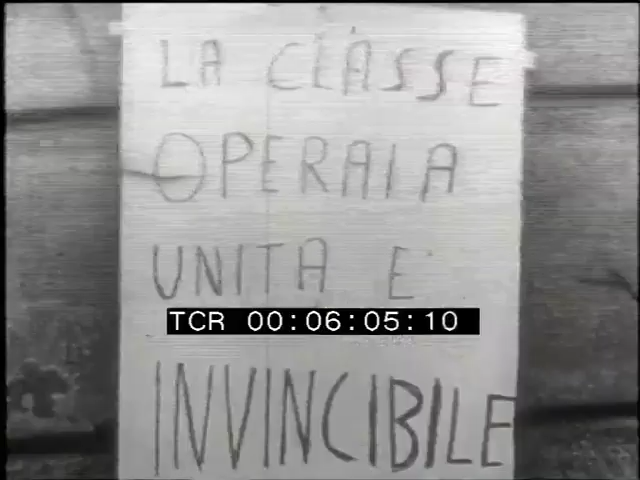 LA CLASSE
OPERAIA
UNITA E'
TCR 00:06:05:10
INVINCIBILE